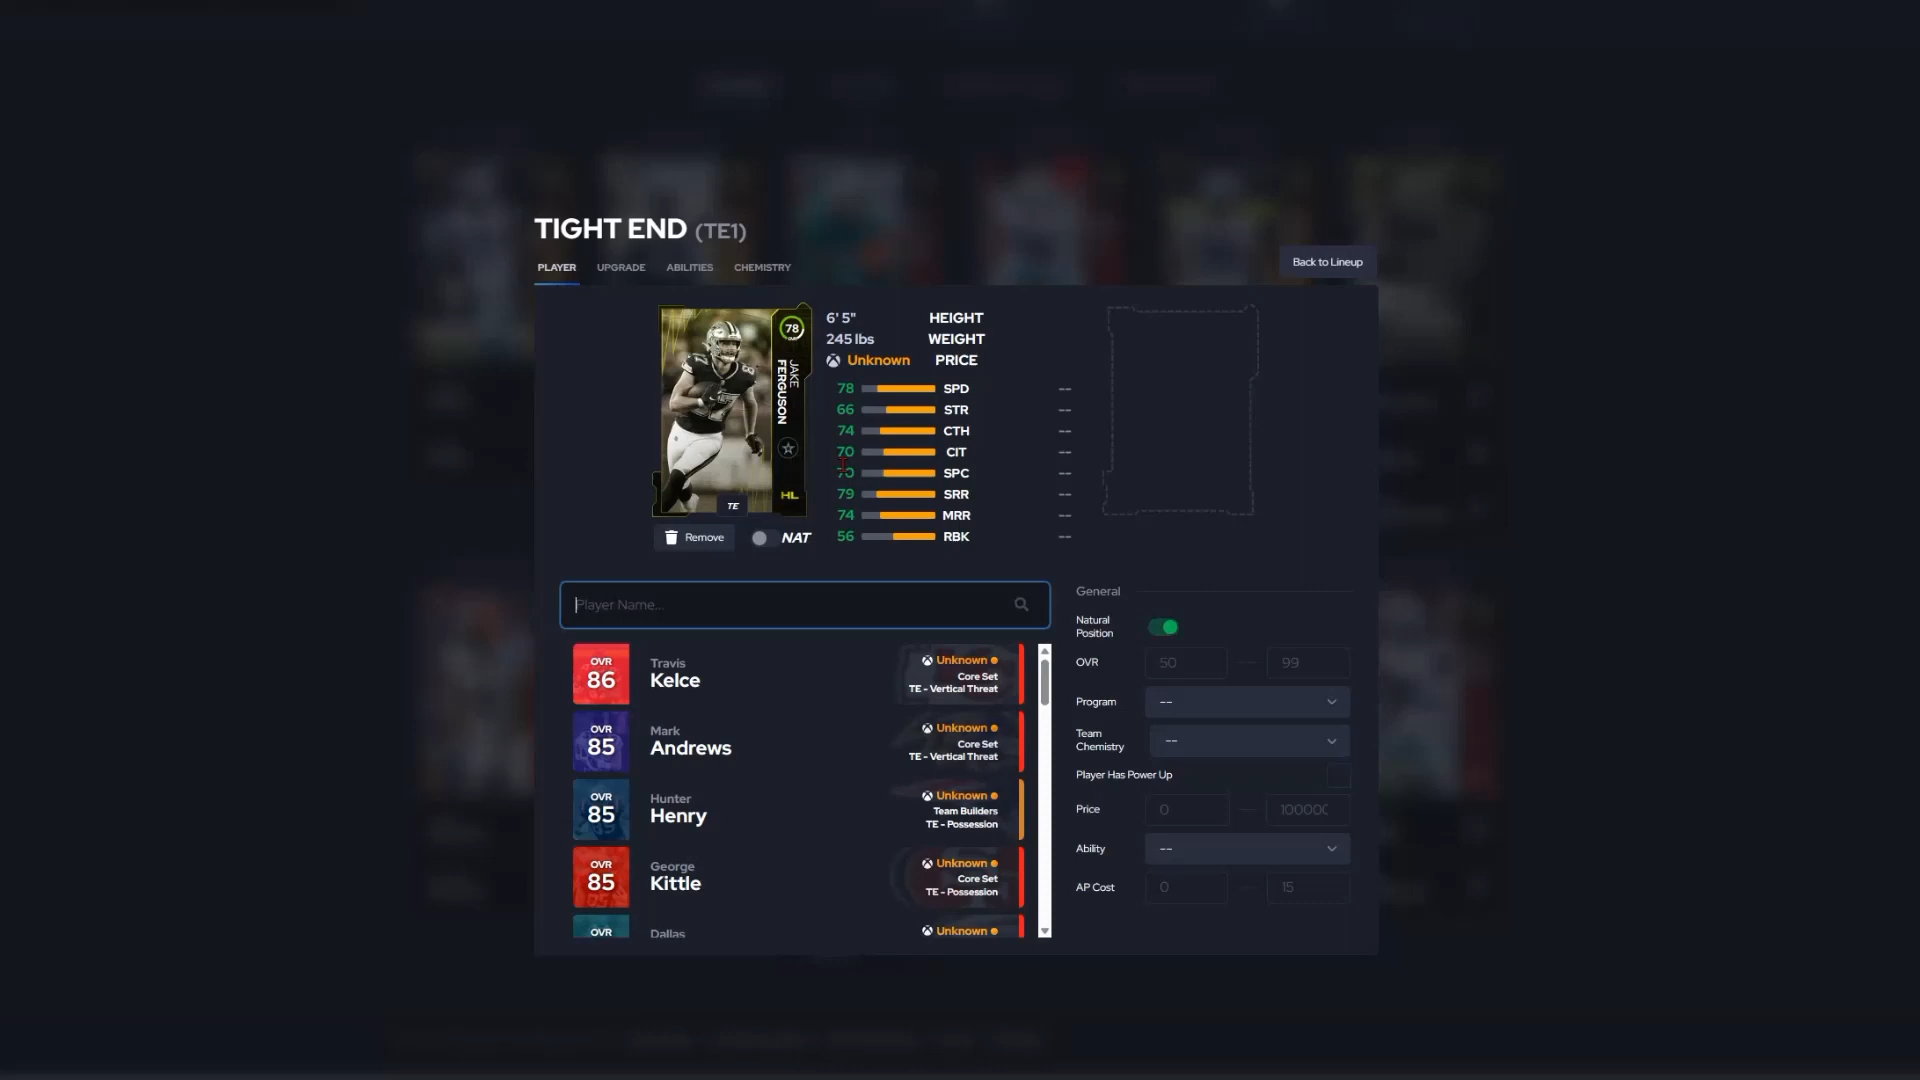 TIGHT END (TE1)
PLAYER UPGRADE ABILITIES CHEMISTRY
Back to Lineup
78
JAKE
FERGUSON
HL
TE
6' 5" HEIGHT
245 lbs WEIGHT
Unknown PRICE
78 SPD --
66 STR --
74 CTH --
70 CIT --
70 SPC --
79 SRR --
74 MRR --
56 RBK --
Remove NAT
Player Name...
OVR
86
Travis
Kelce
Unknown
Core Set
TE - Vertical Threat
OVR
85
Mark
Andrews
Unknown
Core Set
TE - Vertical Threat
OVR
85
Hunter
Henry
Unknown
Team Builders
TE - Possession
OVR
85
George
Kittle
Unknown
Core Set
TE - Possession
OVR
Dallas
Unknown
General
Natural
Position
OVR 50 — 99
Program --
Team
Chemistry --
Player Has Power Up
Price 0 — 10000
Ability --
AP Cost 0 — 15